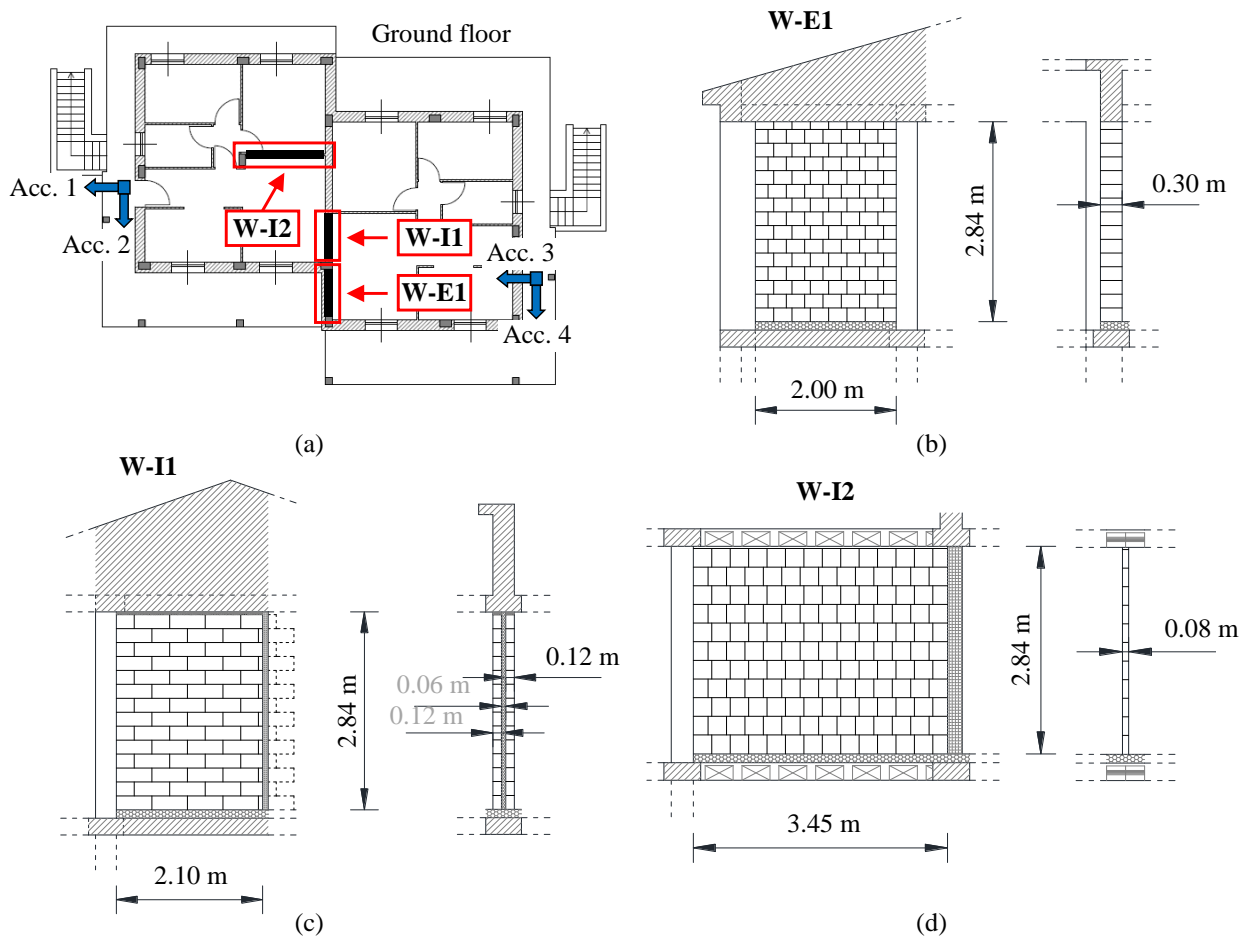 Ground floor
Acc. 1
Acc. 2
W-I2
W-I1
Acc. 3
W-E1
Acc. 4
(a)
W-E1
2.84 m
0.30 m
2.00 m
(b)
W-I1
0.12 m
0.06 m
0.12 m
2.84 m
2.10 m
(c)
W-I2
2.84 m
0.08 m
3.45 m
(d)